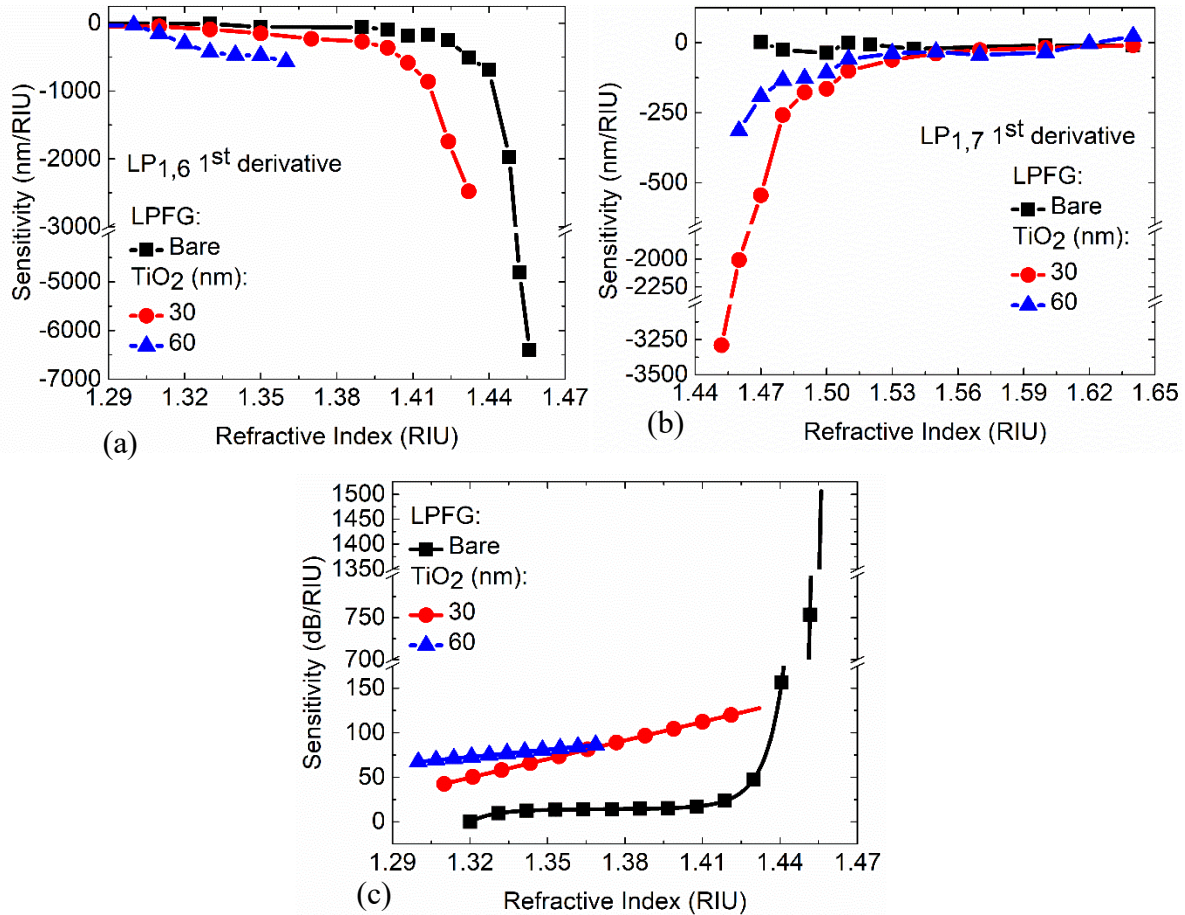 0
-1000
-2000
-3000
-5000
-6000
-7000
Sensitivity (nm/RIU)
LP1,6 1st derivative
LPFG:
Bare
TiO2 (nm):
30
60
1.29 1.32 1.35 1.38 1.41 1.44 1.47
Refractive Index (RIU)
(a)
0
-250
-500
-2000
-2250
-3250
-3500
Sensitivity (nm/RIU)
LP1,7 1st derivative
LPFG:
Bare
TiO2 (nm):
30
60
1.44 1.47 1.50 1.53 1.56 1.59 1.62 1.65
Refractive Index (RIU)
(b)
1500
1450
1400
1350
750
700
150
100
50
0
Sensitivity (dB/RIU)
LPFG:
Bare
TiO2 (nm):
30
60
1.29 1.32 1.35 1.38 1.41 1.44 1.47
Refractive Index (RIU)
(c)